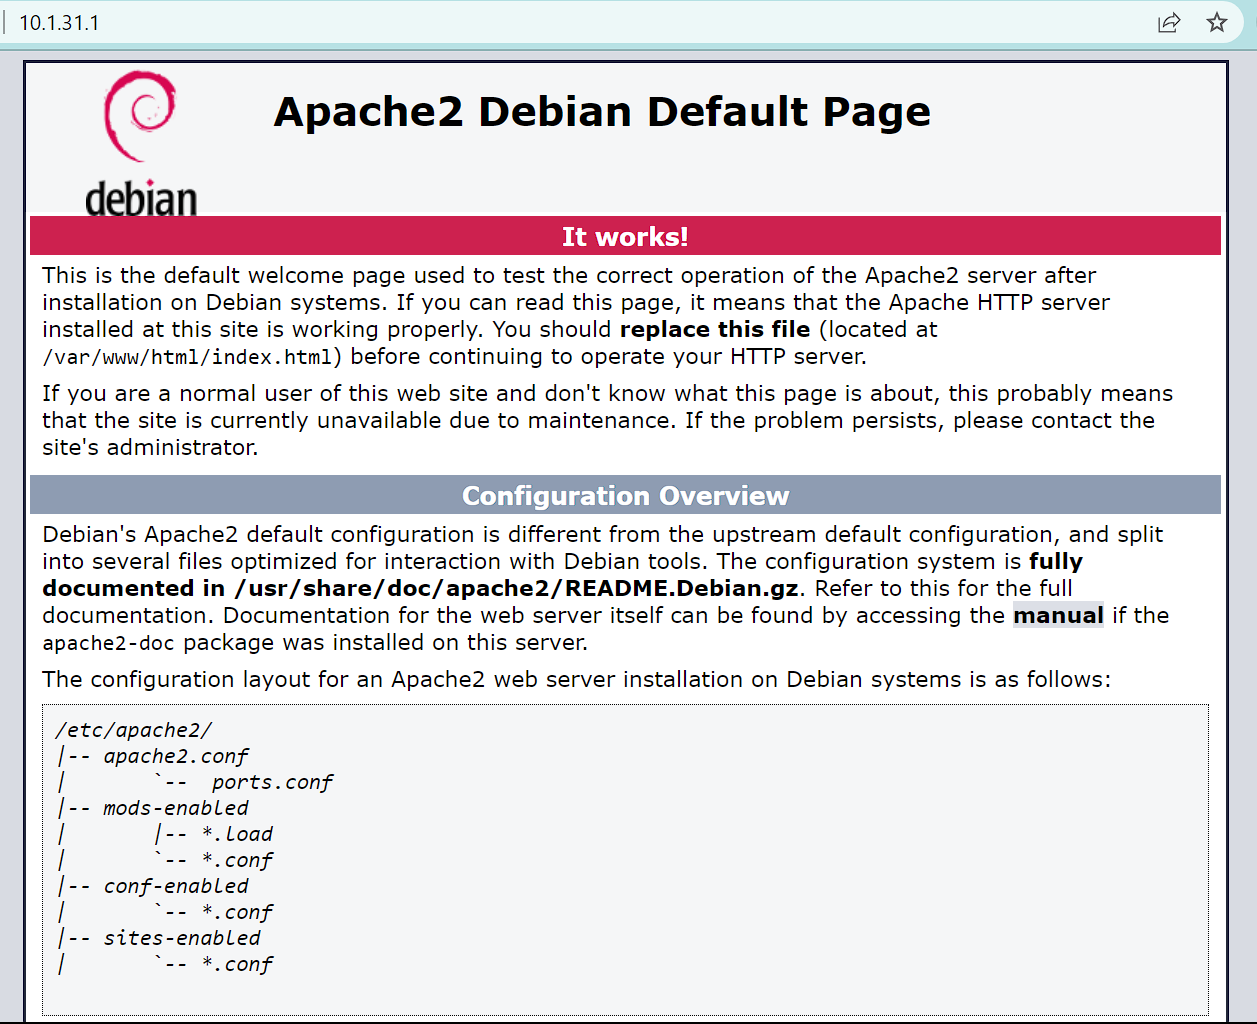 10.1.31.1
Apache2 Debian Default Page
debian
It works!
This is the default welcome page used to test the correct operation of the Apache2 server after
installation on Debian systems. If you can read this page, it means that the Apache HTTP server
installed at this site is working properly. You should replace this file (located at
/var/www/html/index.html) before continuing to operate your HTTP server.
If you are a normal user of this web site and don't know what this page is about, this probably means
that the site is currently unavailable due to maintenance. If the problem persists, please contact the
site's administrator.
Configuration Overview
Debian's Apache2 default configuration is different from the upstream default configuration, and split
into several files optimized for interaction with Debian tools. The configuration system is fully
documented in /usr/share/doc/apache2/README.Debian.gz. Refer to this for the full
documentation. Documentation for the web server itself can be found by accessing the manual if the
apache2-doc package was installed on this server.
The configuration layout for an Apache2 web server installation on Debian systems is as follows:
/etc/apache2/
|-- apache2.conf
|       `--  ports.conf
|-- mods-enabled
|       |-- *.load
|       `-- *.conf
|-- conf-enabled
|       `-- *.conf
|-- sites-enabled
|       `-- *.conf